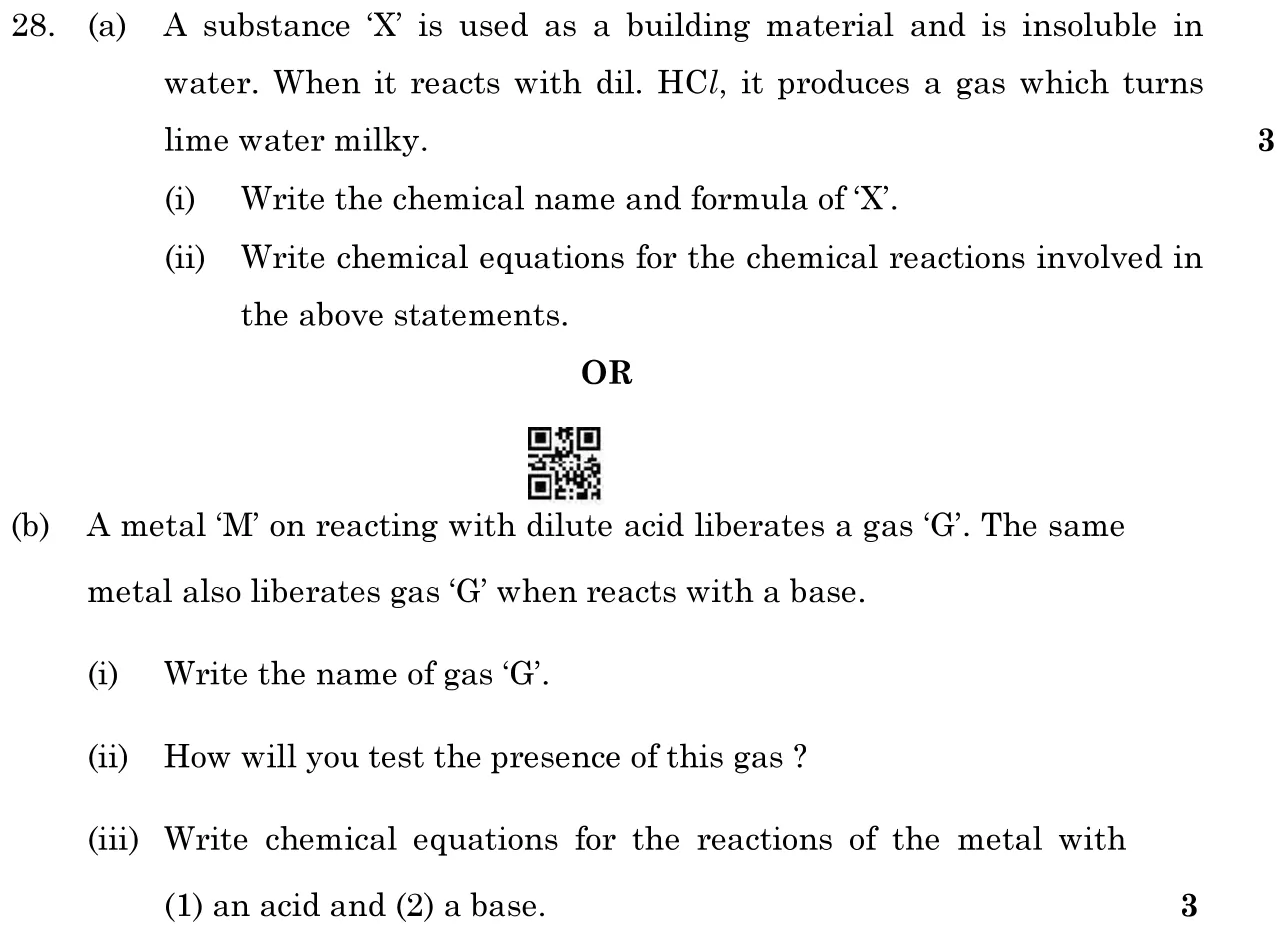 28. (a) A substance ‘X’ is used as a building material and is insoluble in
water. When it reacts with dil. HCl, it produces a gas which turns
lime water milky. 3
(i) Write the chemical name and formula of ‘X’.
(ii) Write chemical equations for the chemical reactions involved in
the above statements.
OR
(b) A metal ‘M’ on reacting with dilute acid liberates a gas ‘G’. The same
metal also liberates gas ‘G’ when reacts with a base.
(i) Write the name of gas ‘G’.
(ii) How will you test the presence of this gas ?
(iii) Write chemical equations for the reactions of the metal with
(1) an acid and (2) a base. 3